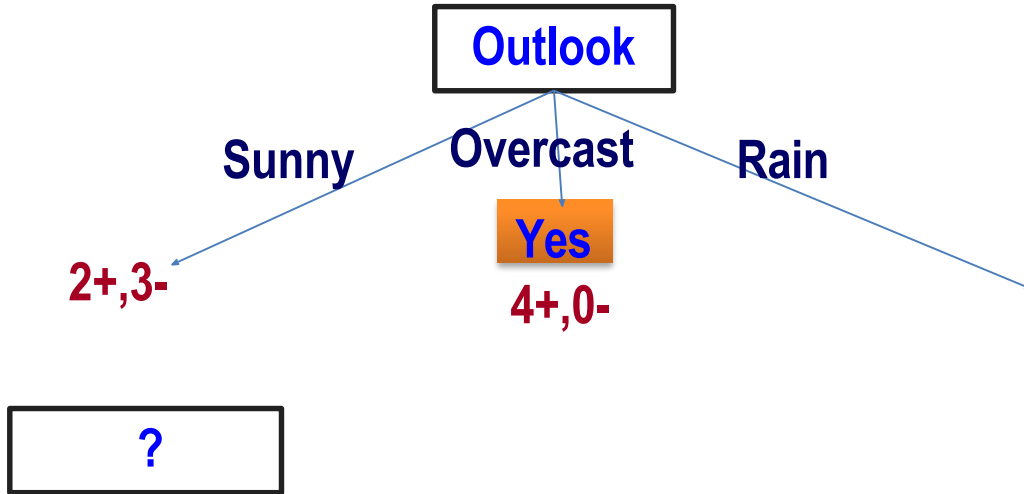 Outlook
Sunny
Overcast
Rain
Yes
2+,3-
4+,0-
?